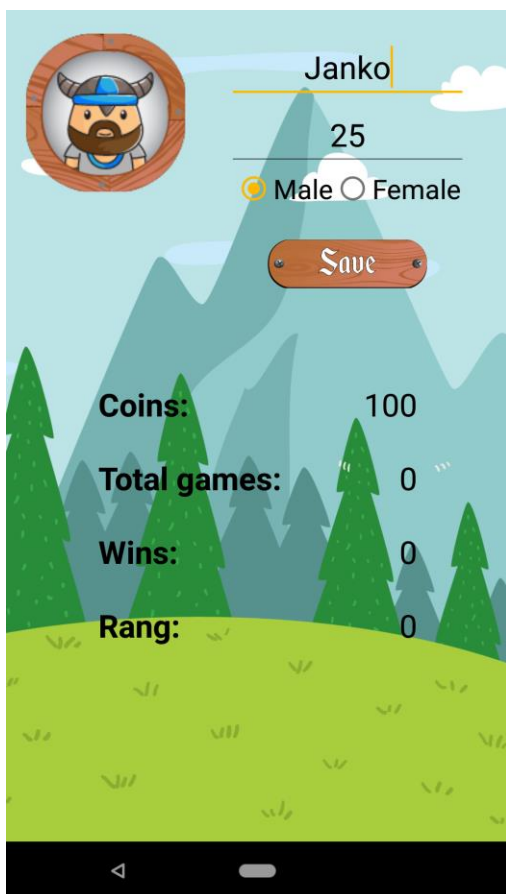 Janko
25
Male Female
Save
Coins: 100
Total games: 0
Wins: 0
Rang: 0